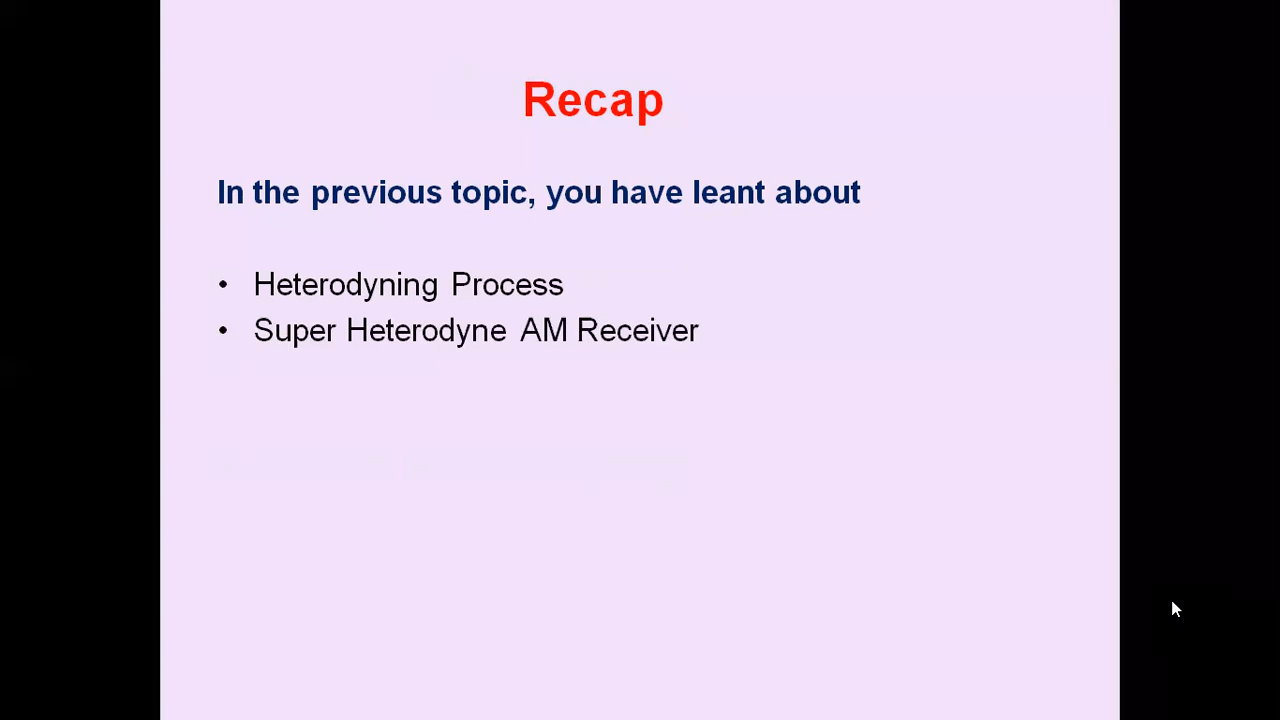 Recap
In the previous topic, you have leant about
• Heterodyning Process
• Super Heterodyne AM Receiver